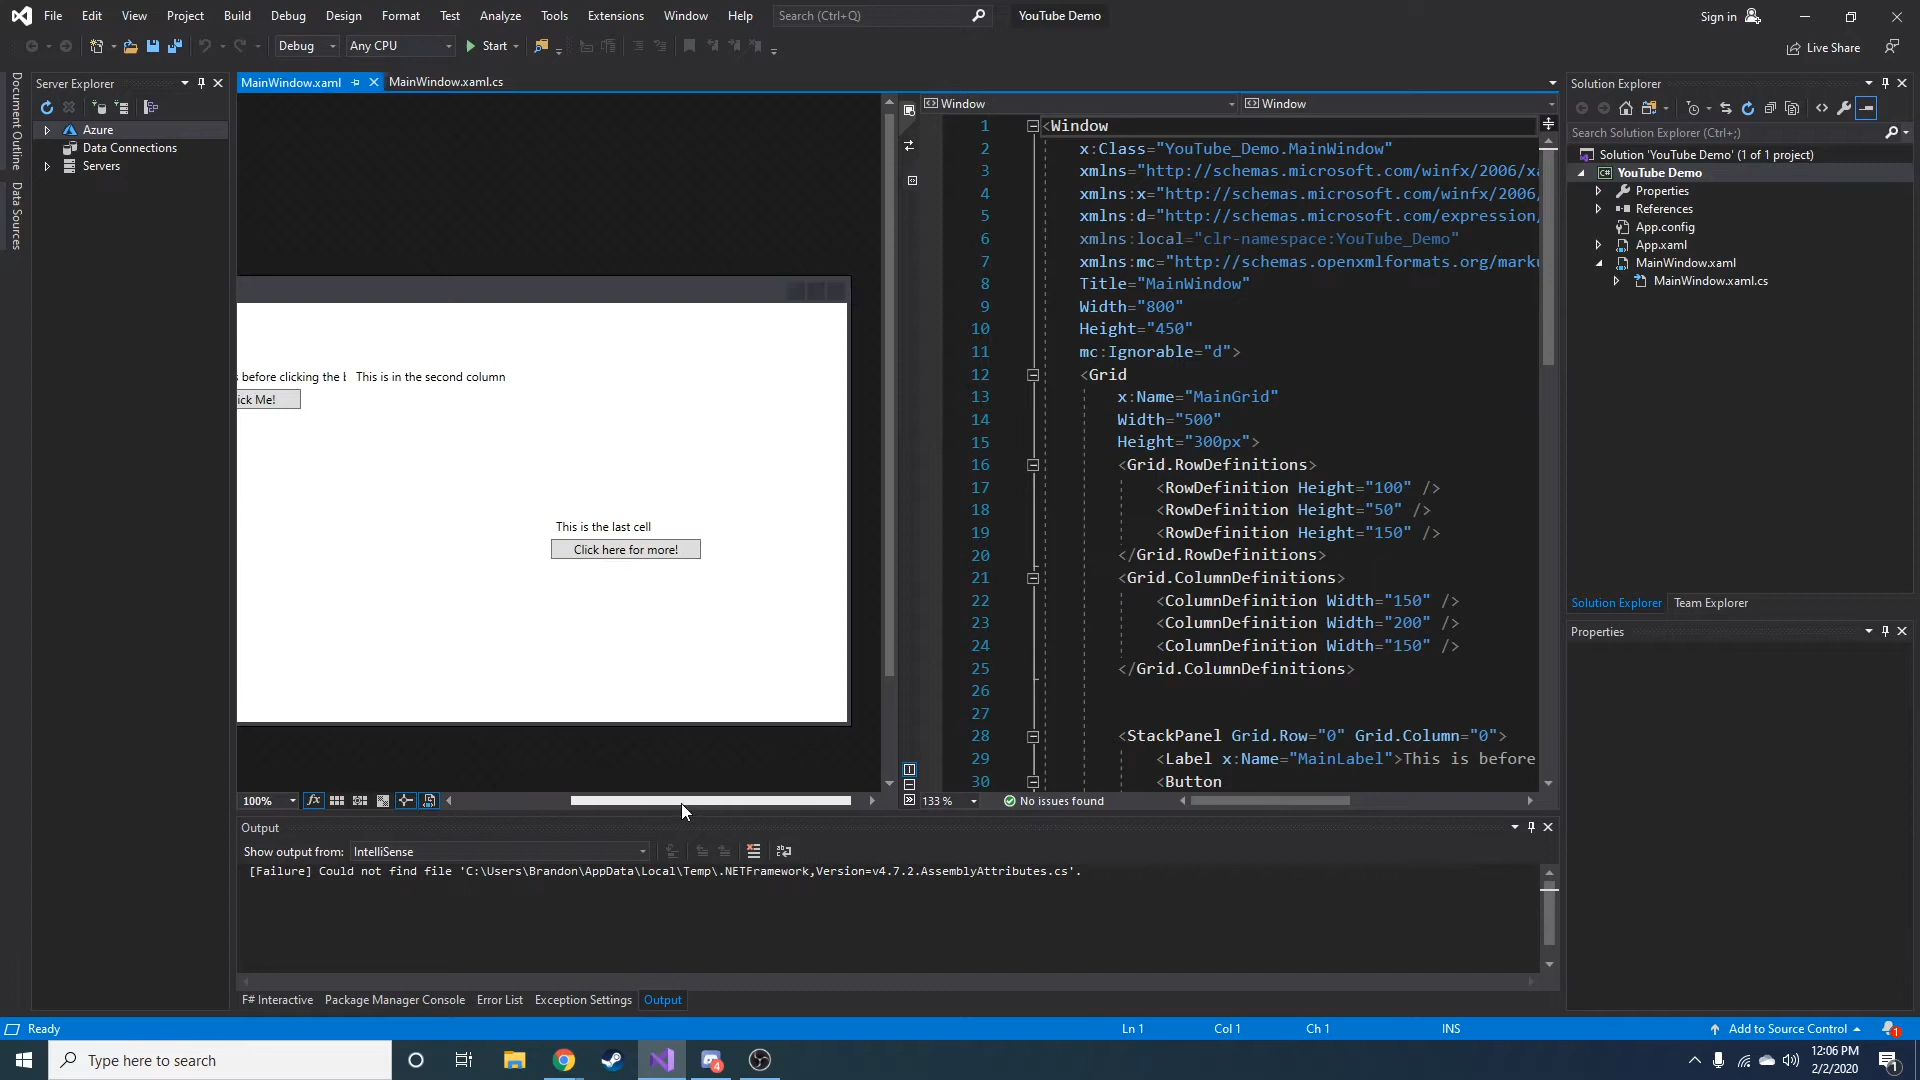 File Edit View Project Build Debug Design Format Test Analyze Tools Extensions Window Help Search (Ctrl+Q) YouTube Demo Sign in
Debug Any CPU Start Live Share
Document Outline
Data Sources
Server Explorer
Azure
Data Connections
Servers
MainWindow.xaml MainWindow.xaml.cs
before clicking the This is in the second column
ick Me!
This is the last cell
Click here for more!
100%
Window Window
1 <Window
2 x:Class="YouTube_Demo.MainWindow"
3 xmlns="http://schemas.microsoft.com/winfx/2006/xa
4 xmlns:x="http://schemas.microsoft.com/winfx/2006,
5 xmlns:d="http://schemas.microsoft.com/expression,
6 xmlns:local="clr-namespace:YouTube_Demo"
7 xmlns:mc="http://schemas.openxmlformats.org/marku
8 Title="MainWindow"
9 Width="800"
10 Height="450"
11 mc:Ignorable="d">
12 <Grid
13 x:Name="MainGrid"
14 Width="500"
15 Height="300px">
16 <Grid.RowDefinitions>
17 <RowDefinition Height="100" />
18 <RowDefinition Height="50" />
19 <RowDefinition Height="150" />
20 </Grid.RowDefinitions>
21 <Grid.ColumnDefinitions>
22 <ColumnDefinition Width="150" />
23 <ColumnDefinition Width="200" />
24 <ColumnDefinition Width="150" />
25 </Grid.ColumnDefinitions>
26
27
28 <StackPanel Grid.Row="0" Grid.Column="0">
29 <Label x:Name="MainLabel">This is before
30 <Button
133 % No issues found
Solution Explorer
Search Solution Explorer (Ctrl+;)
Solution 'YouTube Demo' (1 of 1 project)
YouTube Demo
Properties
References
App.config
App.xaml
MainWindow.xaml
MainWindow.xaml.cs
Solution Explorer Team Explorer
Properties
Output
Show output from: IntelliSense
[Failure] Could not find file 'C:\Users\Brandon\AppData\Local\Temp\.NETFramework,Version=v4.7.2.AssemblyAttributes.cs'.
F# Interactive Package Manager Console Error List Exception Settings Output
Ready Ln 1 Col 1 Ch 1 INS Add to Source Control 1
Type here to search 4 12:06 PM
2/2/2020 1